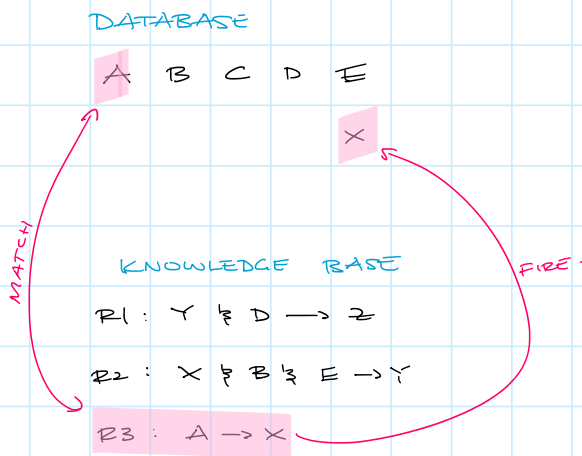 DATABASE
A B C D E
X
MATCH
KNOWLEDGE BASE
FIRE
R1 : Y & D → Z
R2 : X & B & E → Y
R3 : A → X